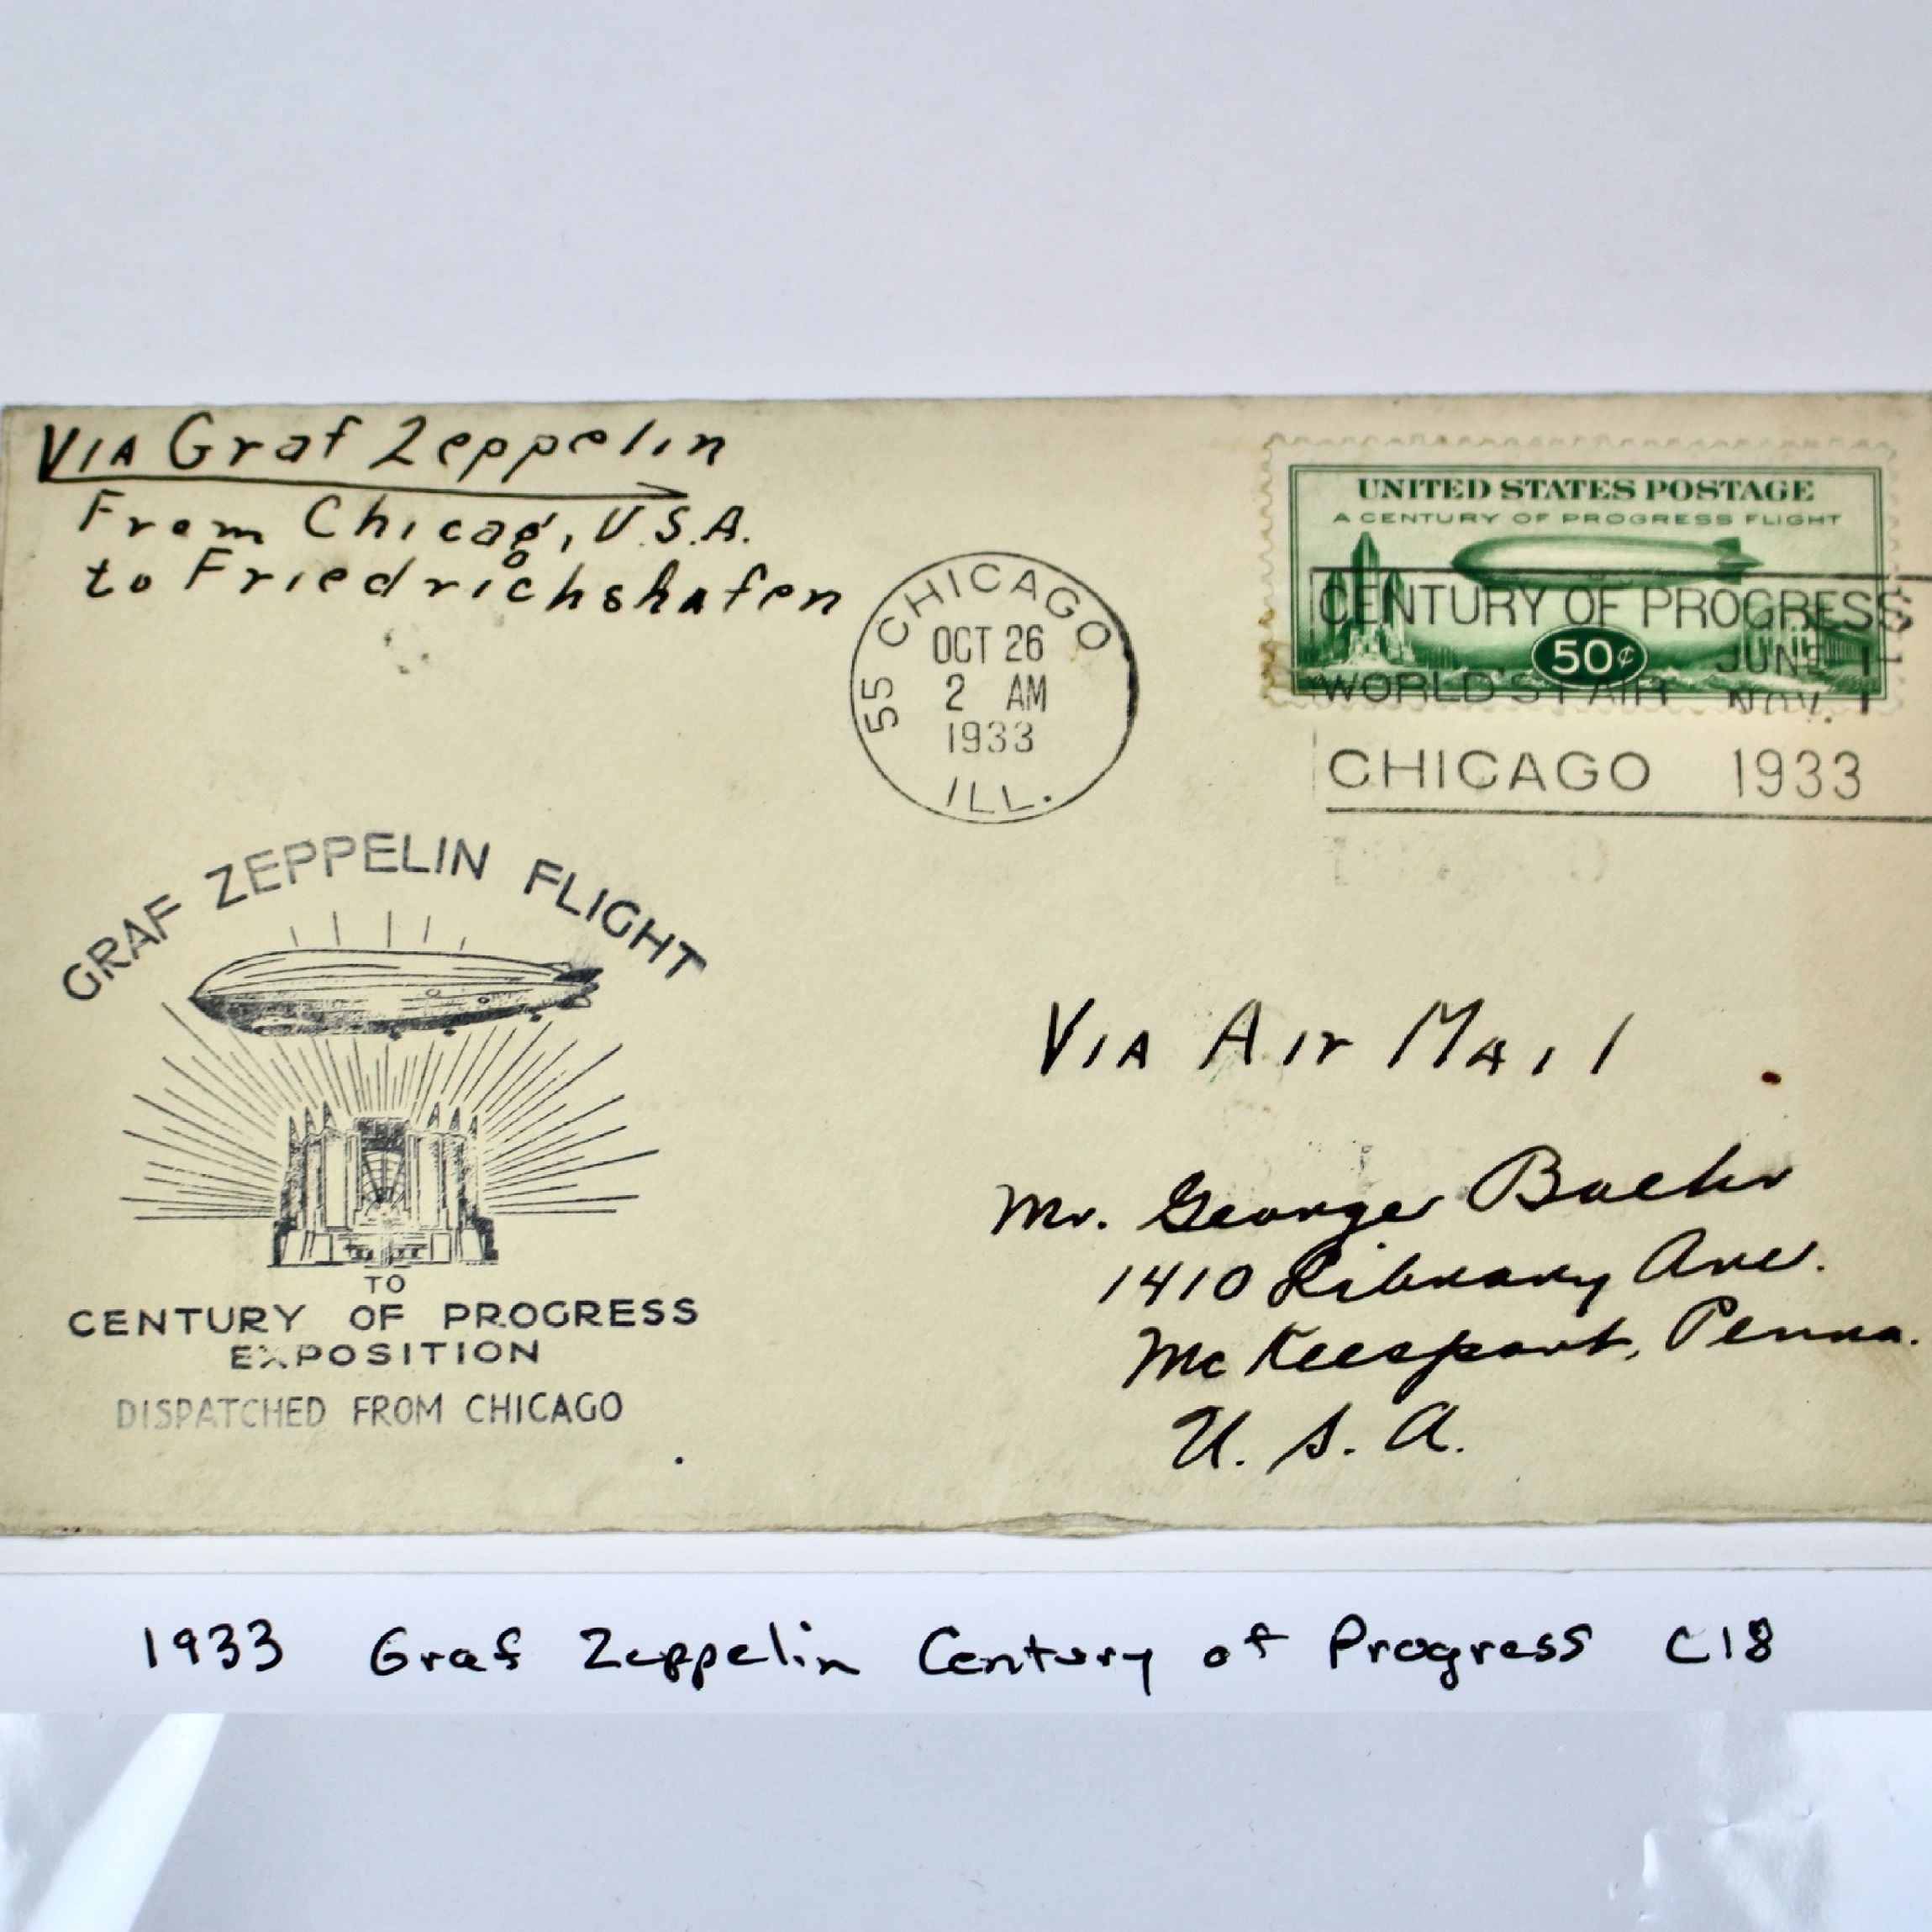 VIA Graf Zeppelin
From Chicago, U.S.A.
to Friedrichshafen
55 CHICAGO
OCT 26
2 AM
1933
ILL.
UNITED STATES POSTAGE
A CENTURY OF PROGRESS FLIGHT
50¢
CENTURY OF PROGRESS
WORLD'S FAIR JUNE 1
NOV. 1
CHICAGO 1933
GRAF ZEPPELIN FLIGHT
TO
CENTURY OF PROGRESS
EXPOSITION
DISPATCHED FROM CHICAGO
VIA AIr MAil
Mr. George
1410 Library Ave.
Mc Keesport, Penna.
U. S. A.
1933 Graf Zeppelin Century of Progress C18